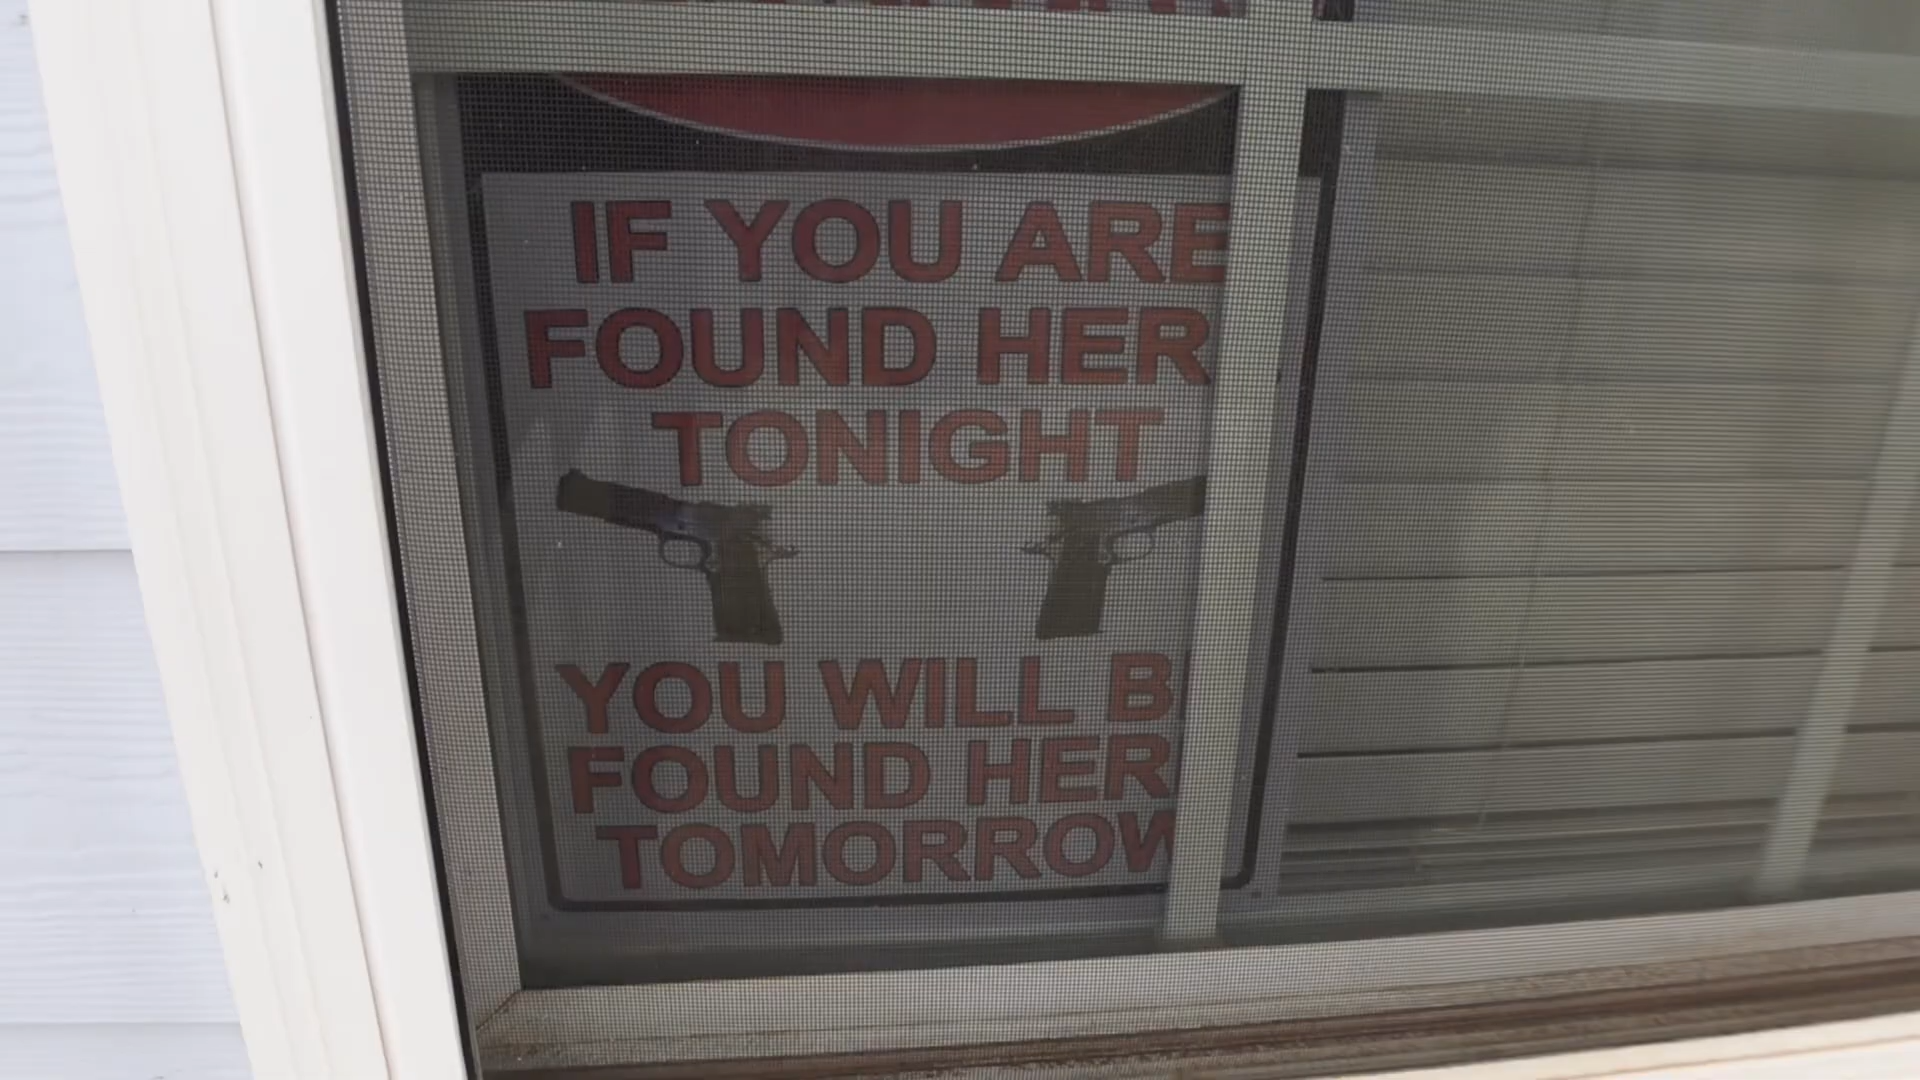 IF YOU ARE
FOUND HER
TONIGHT
YOU WILL B
FOUND HER
TOMORROW